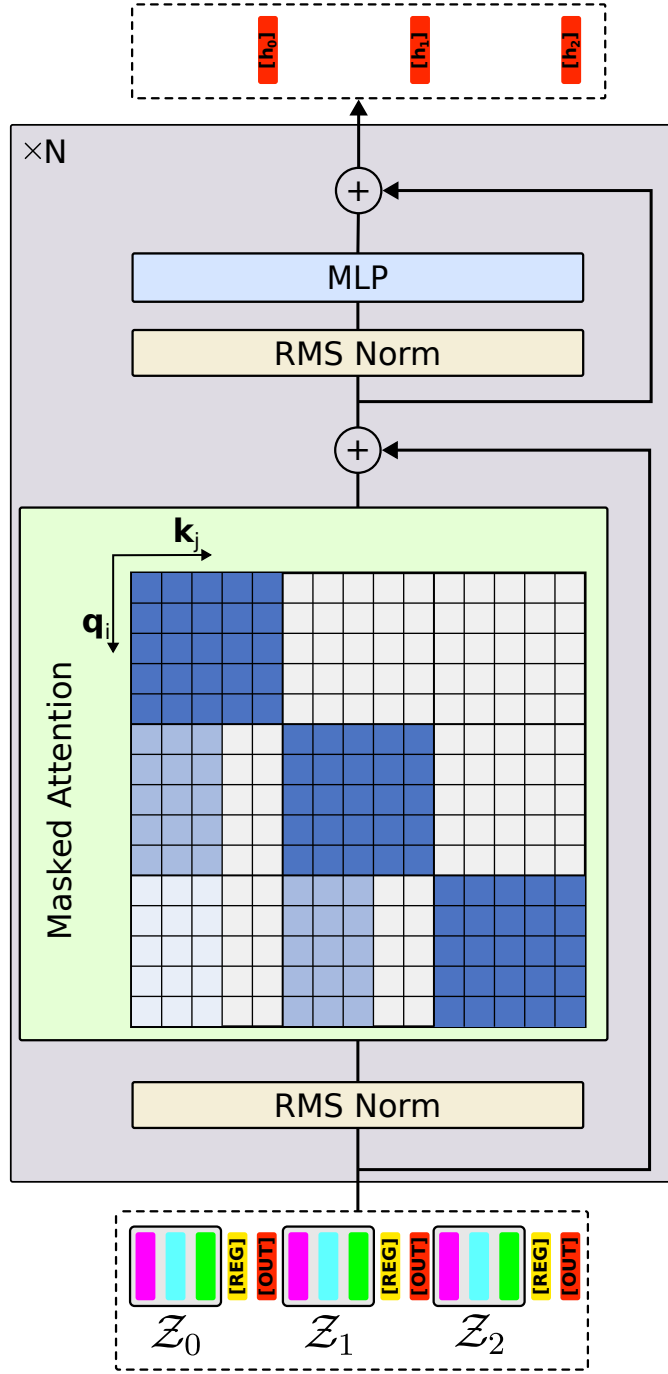 [h₀] [h₁] [h₂]
×N
+
MLP
RMS Norm
+
kⱼ
qᵢ
Masked Attention
RMS Norm
[REG] [OUT] [REG] [OUT] [REG] [OUT]
𝒵₀ 𝒵₁ 𝒵₂